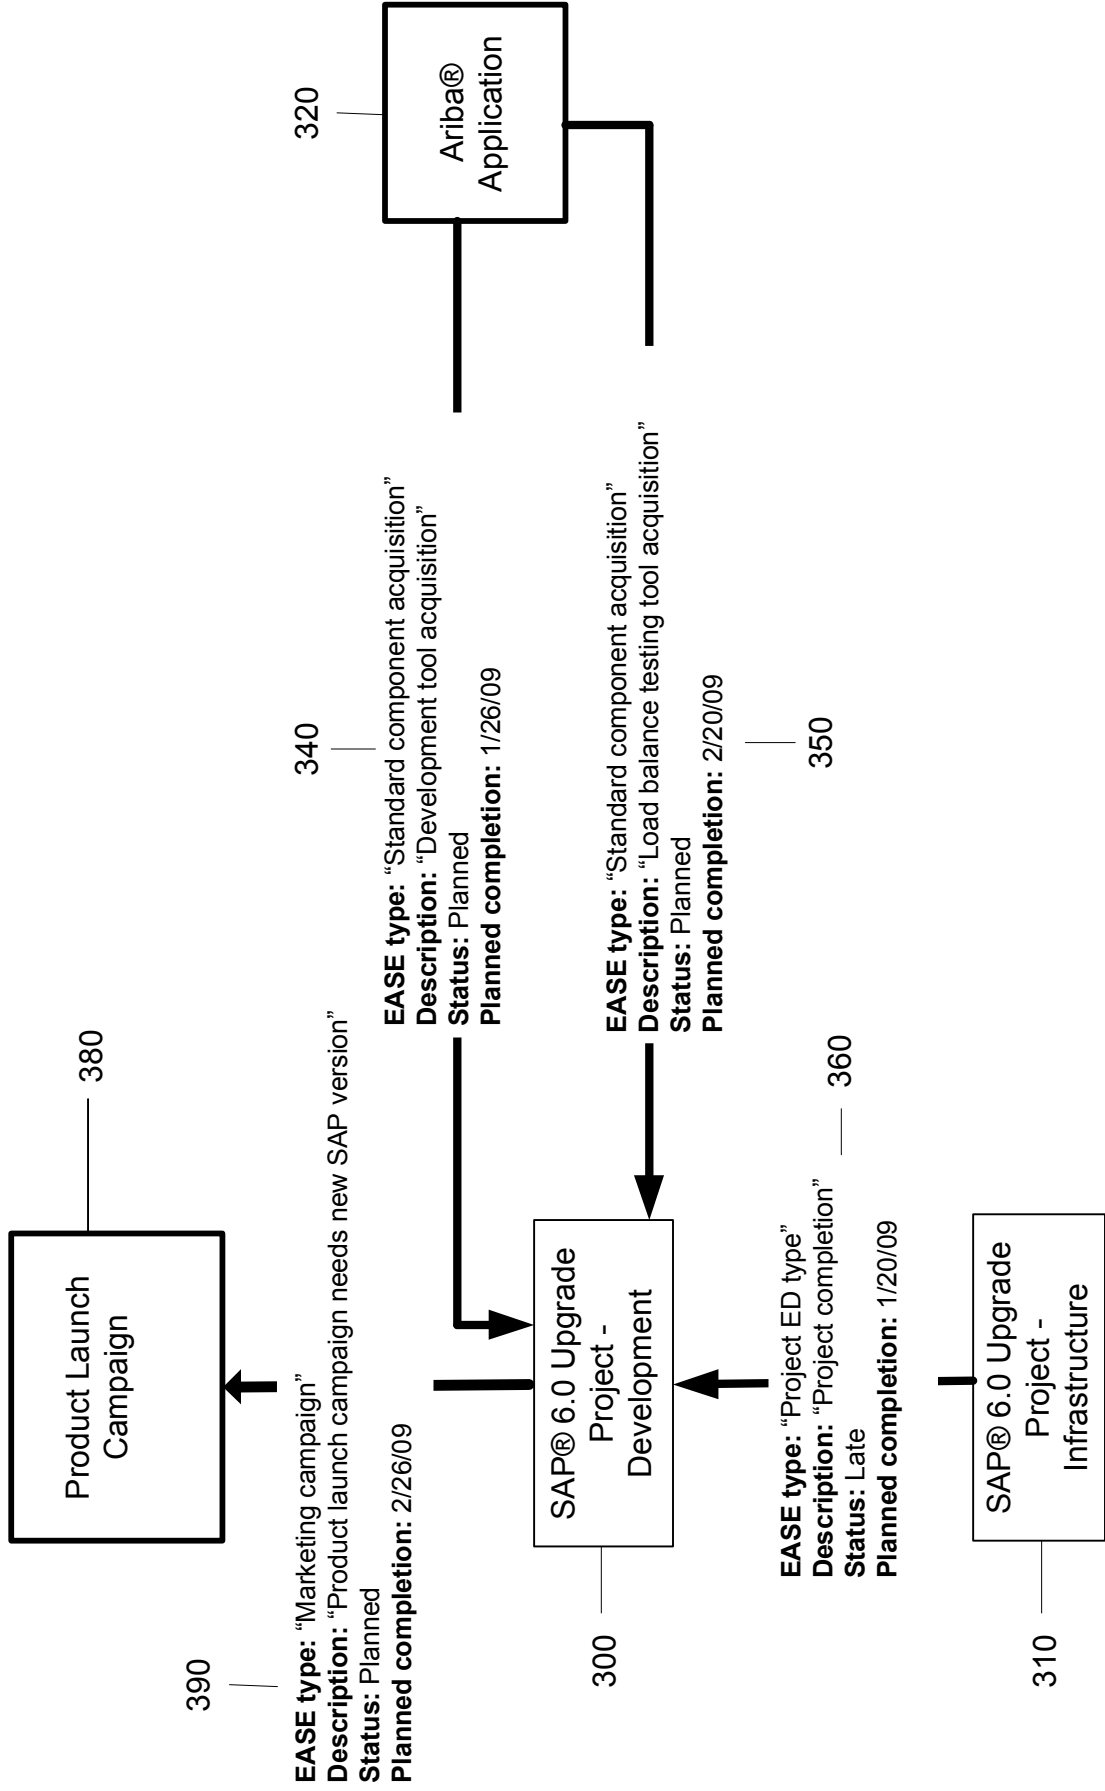 380
Product Launch
Campaign
390
EASE type: “Marketing campaign”
Description: “Product launch campaign needs new SAP version”
Status: Planned
Planned completion: 2/26/09
340
EASE type: “Standard component acquisition”
Description: “Development tool acquisition”
Status: Planned
Planned completion: 1/26/09
320
Ariba®
Application
300
SAP® 6.0 Upgrade
Project -
Development
EASE type: “Standard component acquisition”
Description: “Load balance testing tool acquisition”
Status: Planned
Planned completion: 2/20/09
350
360
EASE type: “Project ED type”
Description: “Project completion”
Status: Late
Planned completion: 1/20/09
310
SAP® 6.0 Upgrade
Project -
Infrastructure